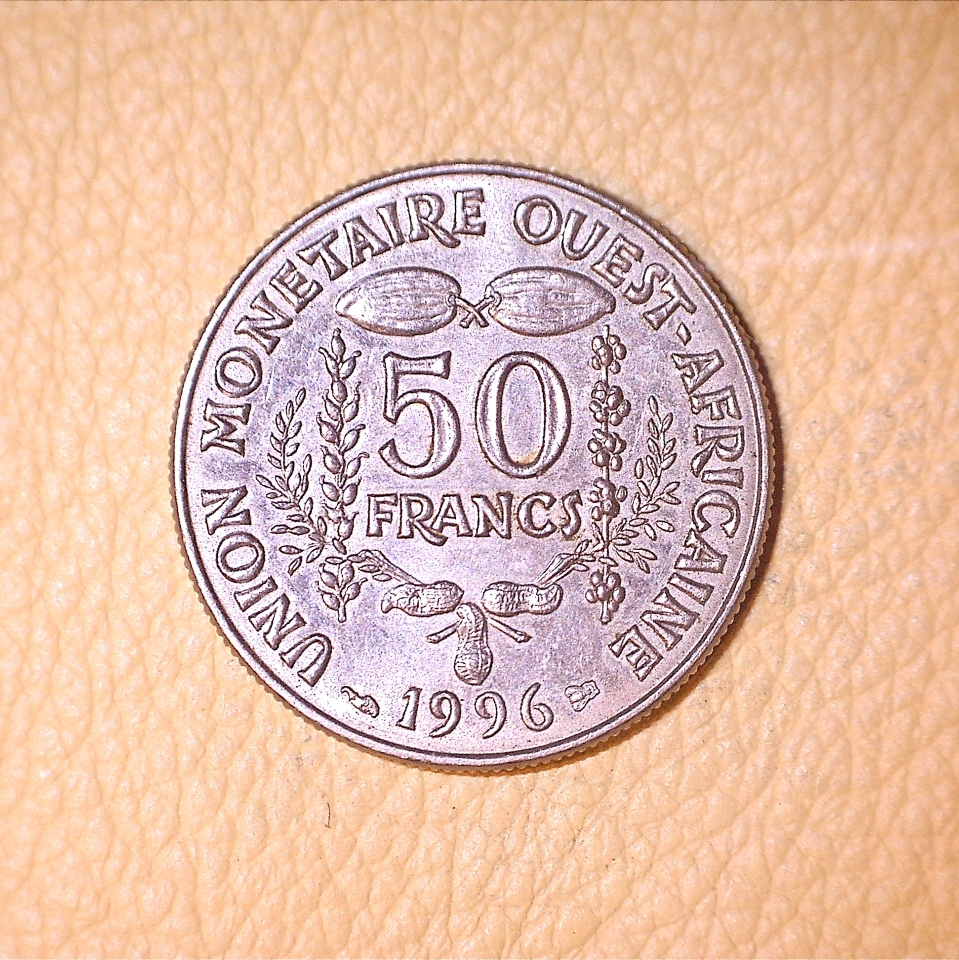 UNION MONETAIRE OUEST-AFRICAINE
50
FRANCS
1996